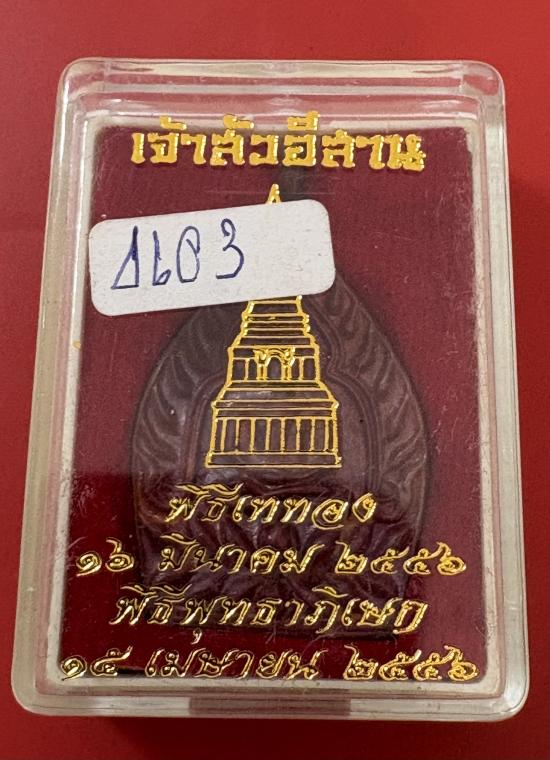 เจ้าสัวอีสาน
พิธีเททอง
๑๖ มีนาคม ๒๕๕๖
พิธีพุทธาภิเษก
๑๕ เมษายน ๒๕๕๖